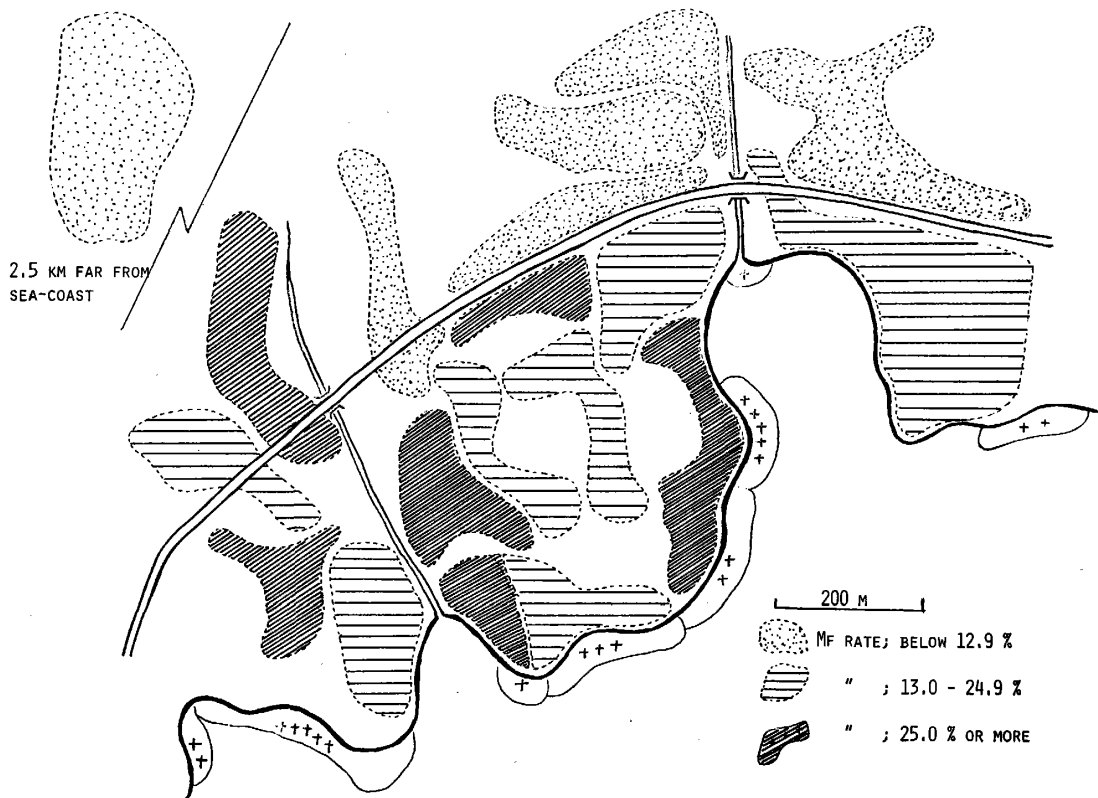 2.5 KM FAR FROM
SEA-COAST
200 M
MF RATE; BELOW 12.9 %
" ; 13.0 - 24.9 %
" ; 25.0 % OR MORE